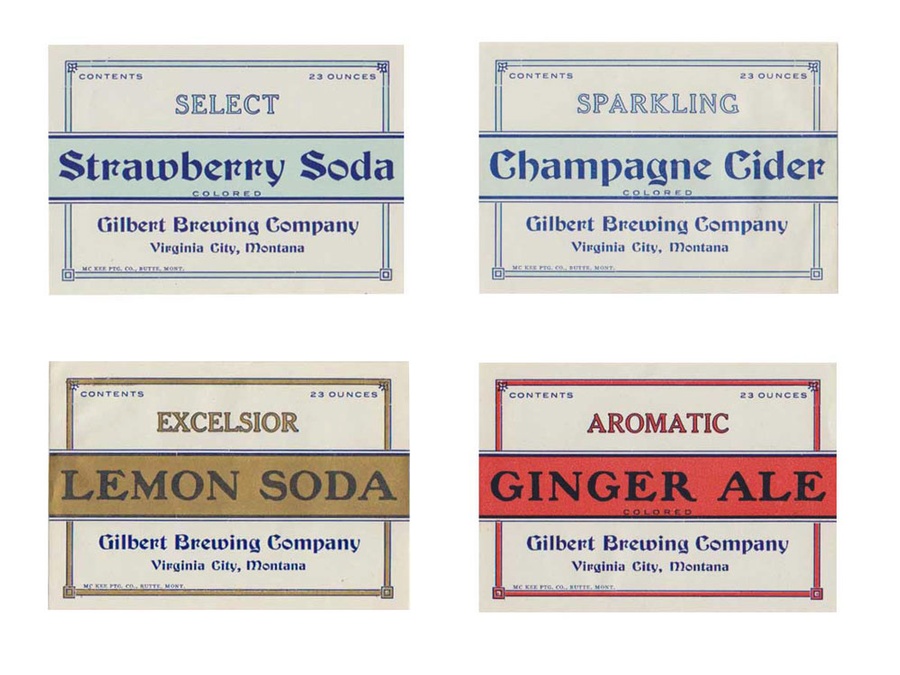 CONTENTS 23 OUNCES
SELECT
Strawberry Soda
COLORED
Gilbert Brewing Company
Virginia City, Montana
MC KEE PTG. CO., BUTTE, MONT.
CONTENTS 23 OUNCES
SPARKLING
Champagne Cider
COLORED
Gilbert Brewing Company
Virginia City, Montana
MC KEE PTG. CO., BUTTE, MONT.
CONTENTS 23 OUNCES
EXCELSIOR
LEMON SODA
Gilbert Brewing Company
Virginia City, Montana
MC KEE PTG. CO., BUTTE, MONT.
CONTENTS 23 OUNCES
AROMATIC
GINGER ALE
COLORED
Gilbert Brewing Company
Virginia City, Montana
MC KEE PTG. CO., BUTTE, MONT.